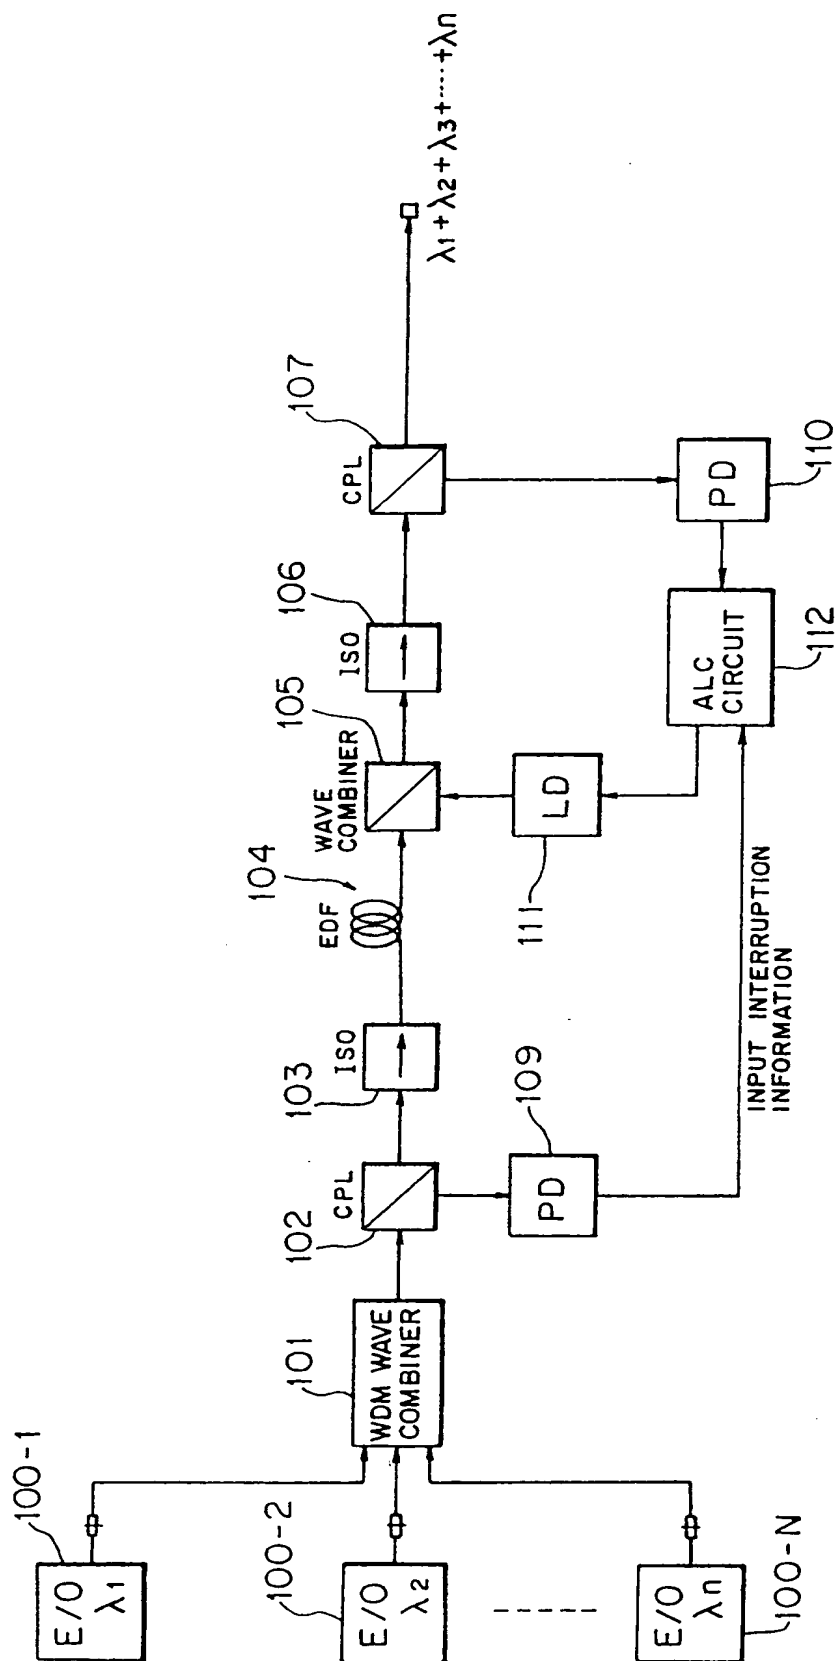 100-1
E/O
λ1
100-2
E/O
λ2
100-N
E/O
λn
101
WDM WAVE
COMBINER
102
CPL
103
ISO
104
EDF
105
WAVE
COMBINER
106
ISO
107
CPL
λ1+λ2+λ3+·····+λn
109
PD
111
LD
110
PD
ALC
CIRCUIT
112
INPUT INTERRUPTION
INFORMATION